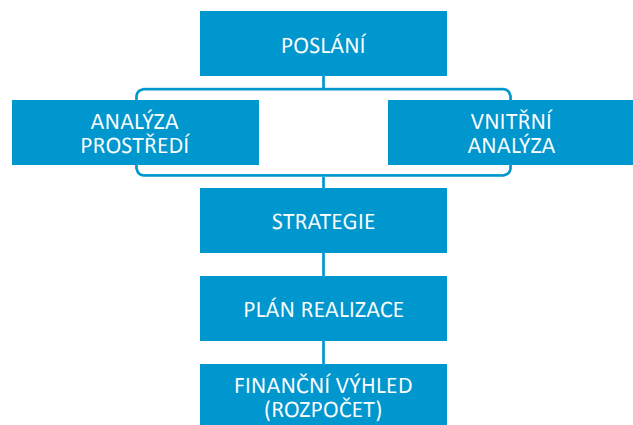 POSLÁNÍ
ANALÝZA
PROSTŘEDÍ
VNITŘNÍ
ANALÝZA
STRATEGIE
PLÁN REALIZACE
FINANČNÍ VÝHLED
(ROZPOČET)